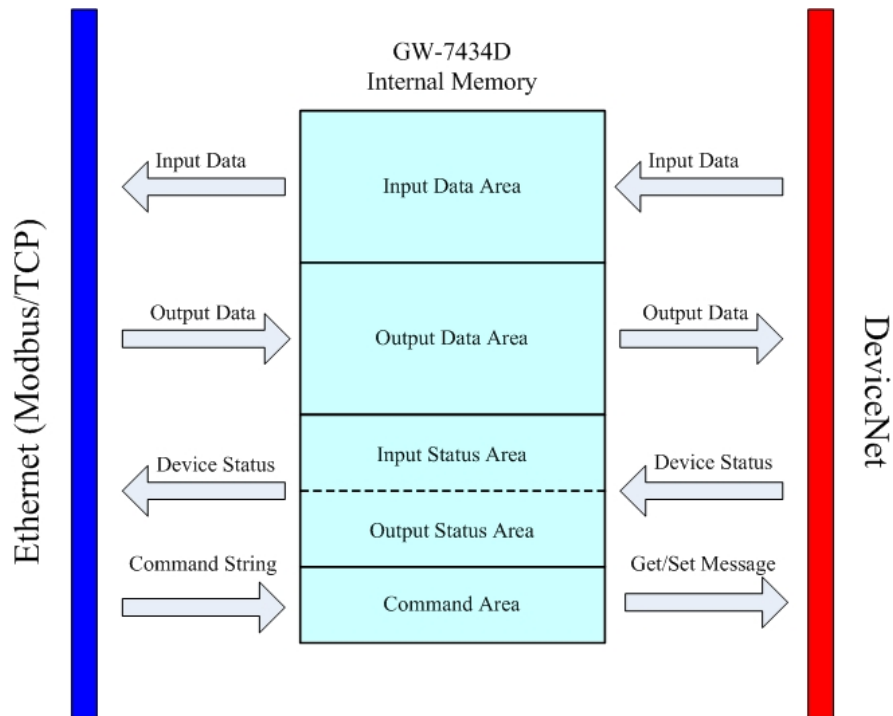 GW-7434D
Internal Memory
Ethernet (Modbus/TCP)
DeviceNet
Input Data
Input Data Area
Input Data
Output Data
Output Data Area
Output Data
Device Status
Input Status Area
Device Status
Output Status Area
Command String
Command Area
Get/Set Message